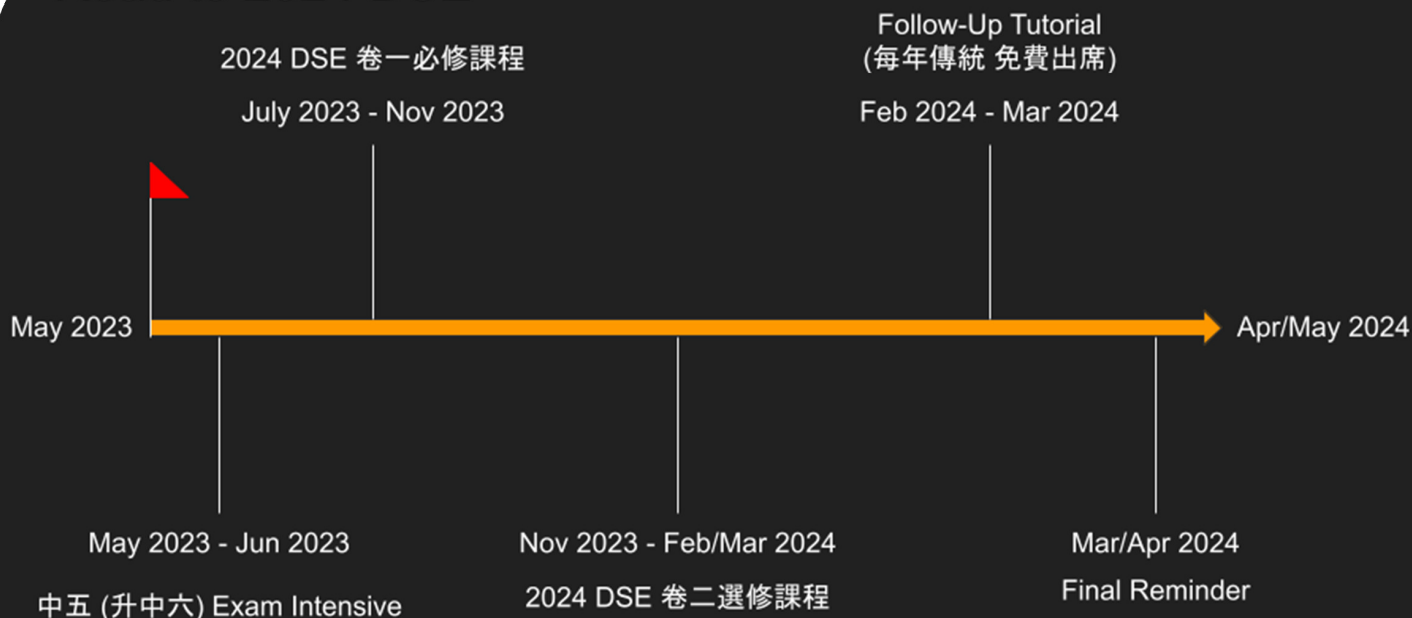 Follow-Up Tutorial
(每年傳統 免費出席)
Feb 2024 - Mar 2024
2024 DSE 卷一必修課程
July 2023 - Nov 2023
May 2023
Apr/May 2024
May 2023 - Jun 2023
中五 (升中六) Exam Intensive
Nov 2023 - Feb/Mar 2024
2024 DSE 卷二選修課程
Mar/Apr 2024
Final Reminder